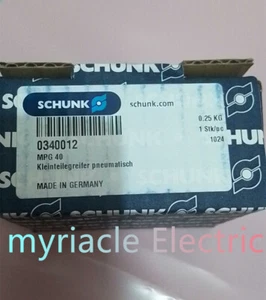 SCHUNK
schunk.com
0340012
0.25 KG
1 Stk/pc
1024
MPG 40
Kleinteilegreifer pneumatisch
MADE IN GERMANY
myriacle Electric